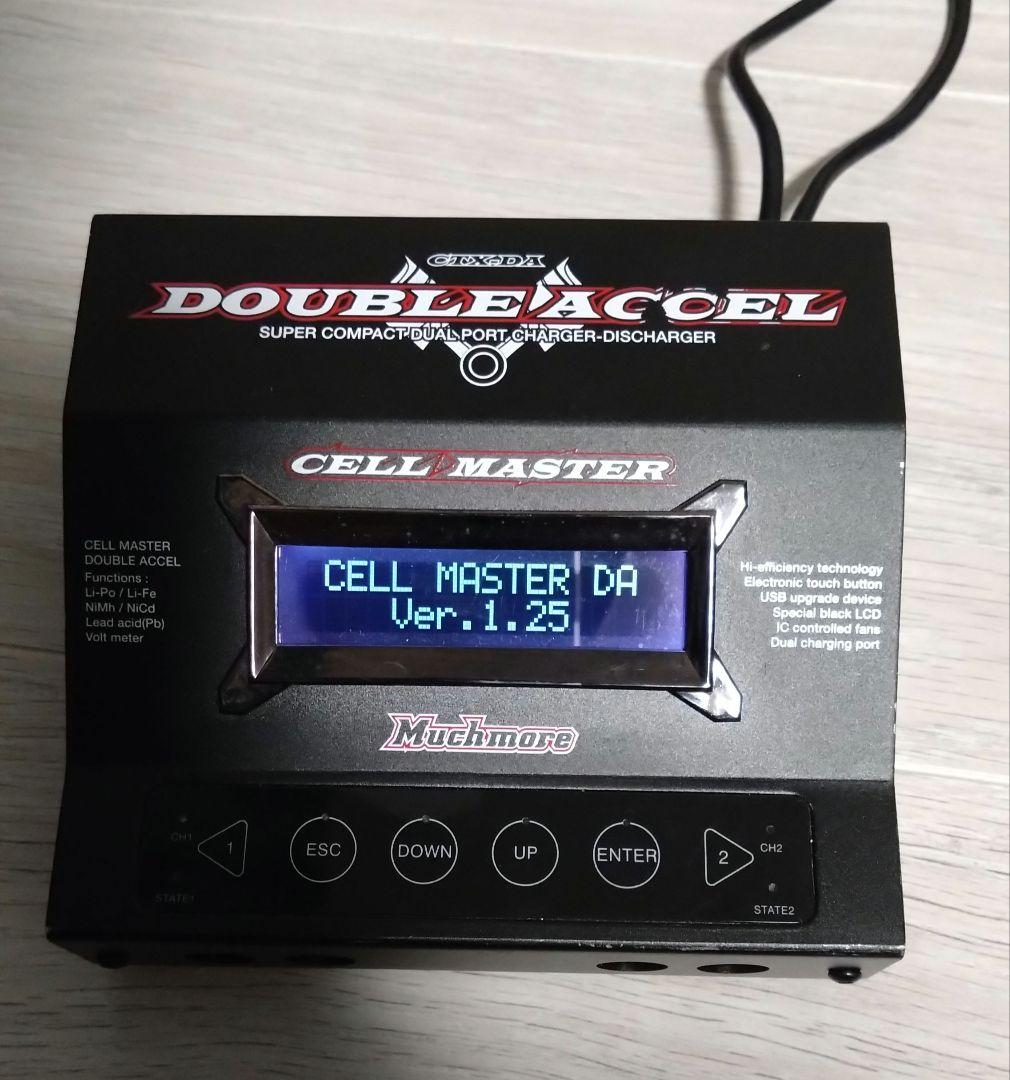 CTX-DA
DOUBLE ACCEL
SUPER COMPACT DUAL PORT CHARGER-DISCHARGER
CELL MASTER
CELL MASTER
DOUBLE ACCEL
Functions :
Li-Po / Li-Fe
NiMh / NiCd
Lead acid(Pb)
Volt meter
CELL MASTER DA
Ver.1.25
Hi-efficiency technology
Electronic touch button
USB upgrade device
Special black LCD
IC controlled fans
Dual charging port
Muchmore
CH1
1
ESC
DOWN
UP
ENTER
2
CH2
STATE1
STATE2